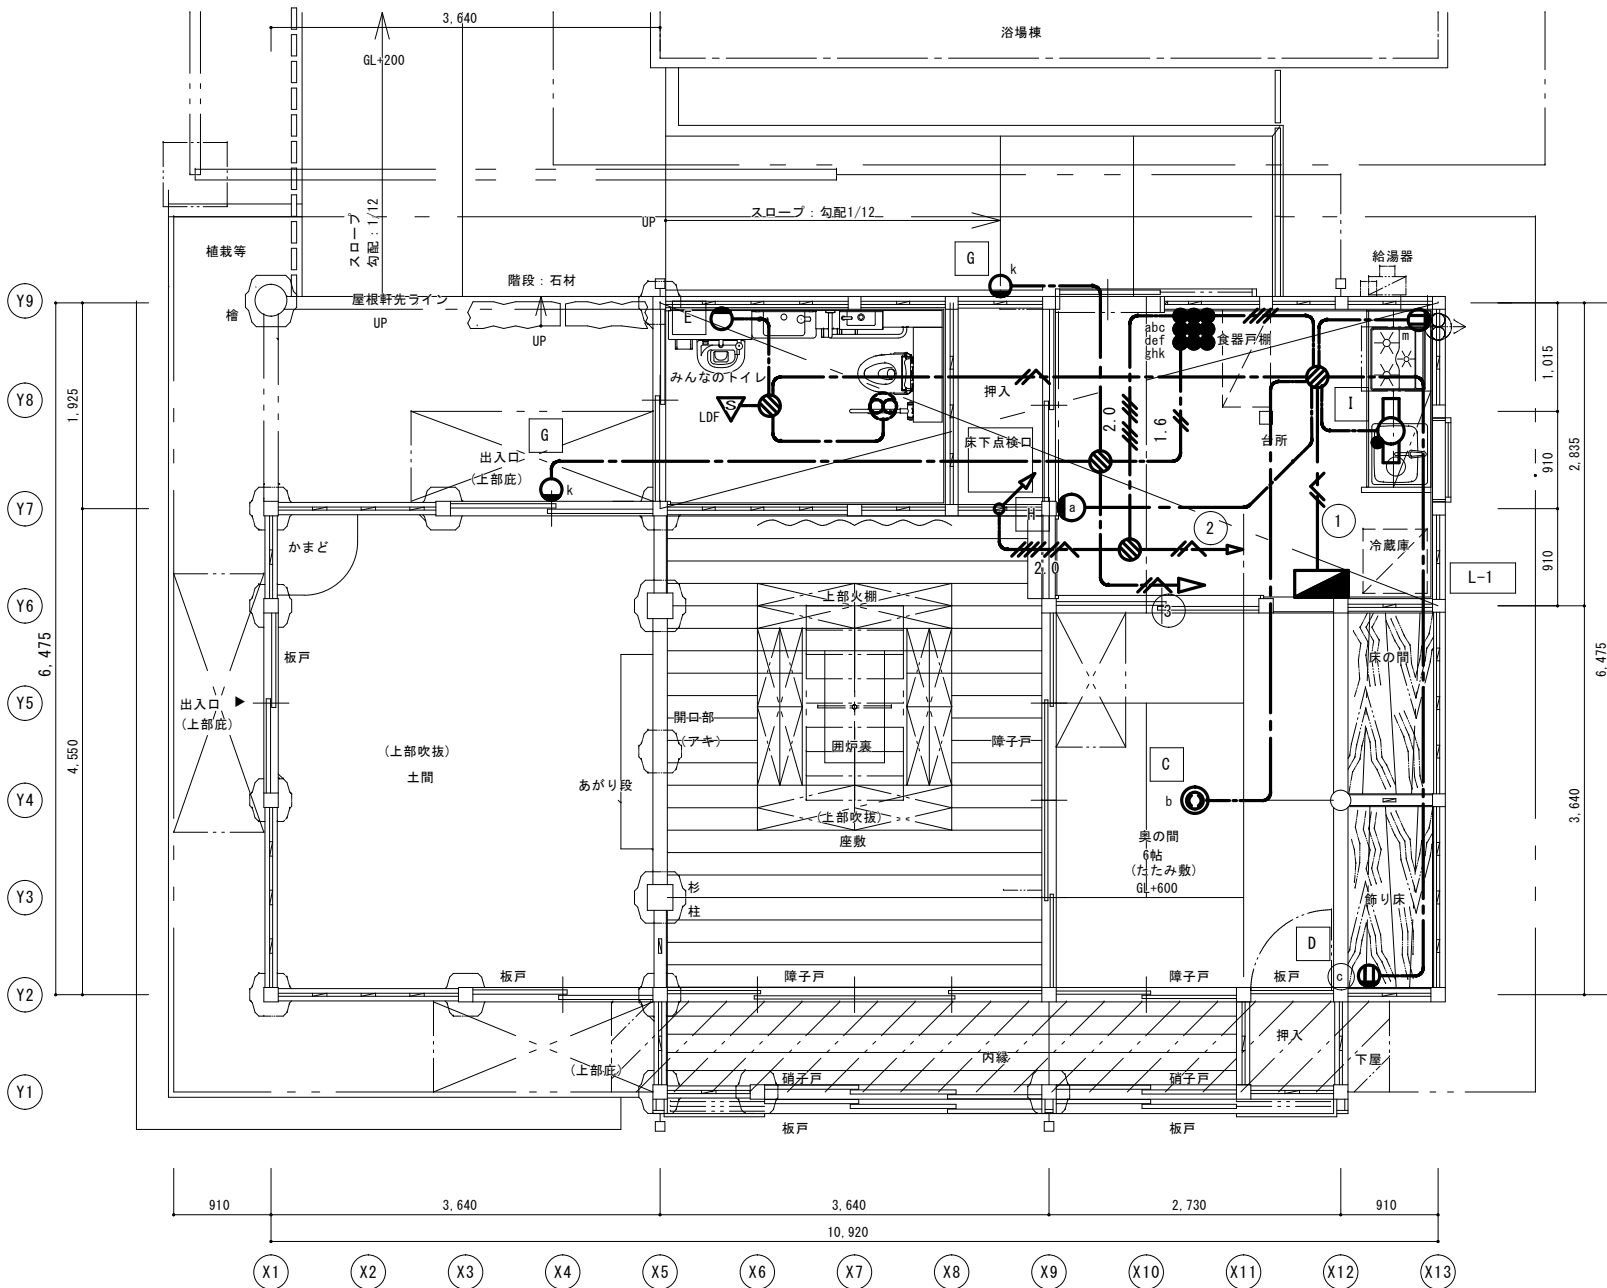 3,640
浴場棟
GL+200
スロープ
勾配：1/12
スロープ：勾配1/12
UP
植栽等
G
k
給湯器
階段：石材
Y9
屋根軒先ライン
檜
UP
UP
E
abc
def
ghk
食器戸棚
m
1,015
みんなのトイレ
Y8
1,925
S
LDF
押入
2.0
1.6
I
台所
G
床下点検口
出入口
(上部庇)
k
910
2,835
Y7
H
a
2
1
かまど
冷蔵庫
910
2.0
L-1
Y6
上部火棚
3
6,475
板戸
床の間
6,475
Y5
出入口
(上部庇)
開口部
(アキ)
障子戸
4,550
(上部吹抜)
土間
囲炉裏
あがり段
C
Y4
b
(上部吹抜)
座敷
奥の間
6帖
(たたみ敷)
GL+600
3,640
Y3
杉
柱
飾り床
D
板戸
障子戸
障子戸
板戸
c
Y2
(上部庇)
内縁
押入
下屋
硝子戸
硝子戸
Y1
板戸
板戸
910
3,640
3,640
2,730
910
10,920
X1
X2
X3
X4
X5
X6
X7
X8
X9
X10
X11
X12
X13